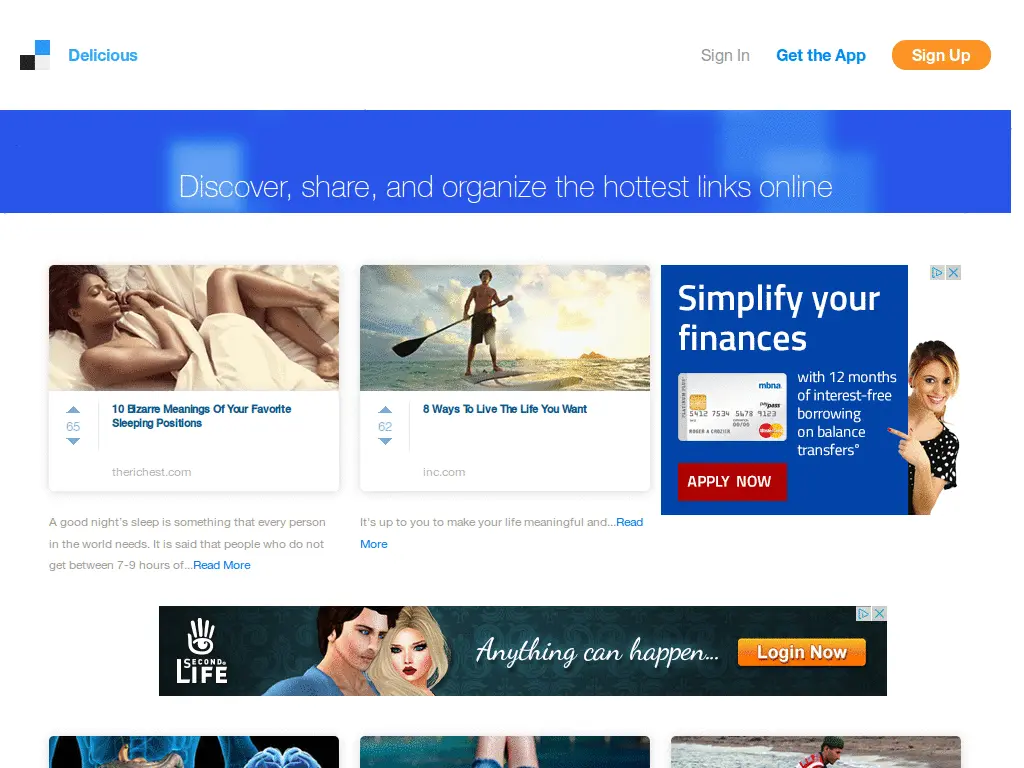 Delicious
Sign In
Get the App
Sign Up
Discover, share, and organize the hottest links online
65
10 Bizarre Meanings Of Your Favorite
Sleeping Positions
therichest.com
62
8 Ways To Live The Life You Want
inc.com
Simplify your
finances
with 12 months
of interest-free
borrowing
on balance
transfers°
mbna
5412 7534 5678 9123
ROGER A CROZIER
MasterCard
APPLY NOW
A good night's sleep is something that every person
in the world needs. It is said that people who do not
get between 7-9 hours of...Read More
It's up to you to make your life meaningful and...Read
More
SECOND
LIFE
Anything can happen...
Login Now